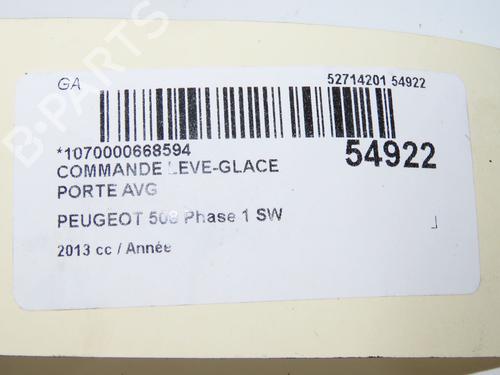 B-PARTS
GA
52714201 54922
*1070000668594
54922
COMMANDE LEVE-GLACE
PORTE AVG
PEUGEOT 508 Phase 1 SW
2013 cc / Année